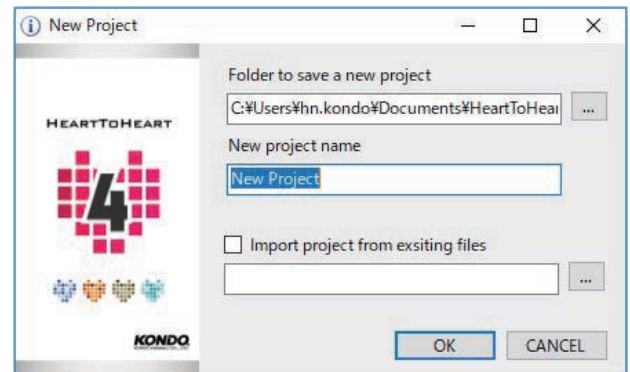 New Project
HEARTTOHEART
4
KONDO
Folder to save a new project
C:¥Users¥hn.kondo¥Documents¥HeartToHear
...
New project name
New Project
Import project from exsiting files
...
OK CANCEL